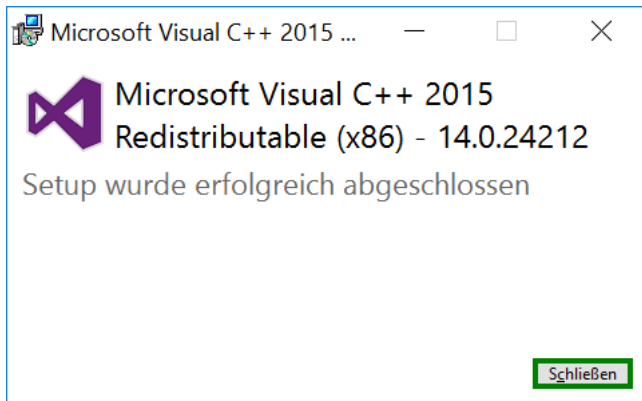 Microsoft Visual C++ 2015 ...
Microsoft Visual C++ 2015
Redistributable (x86) - 14.0.24212
Setup wurde erfolgreich abgeschlossen
Schließen